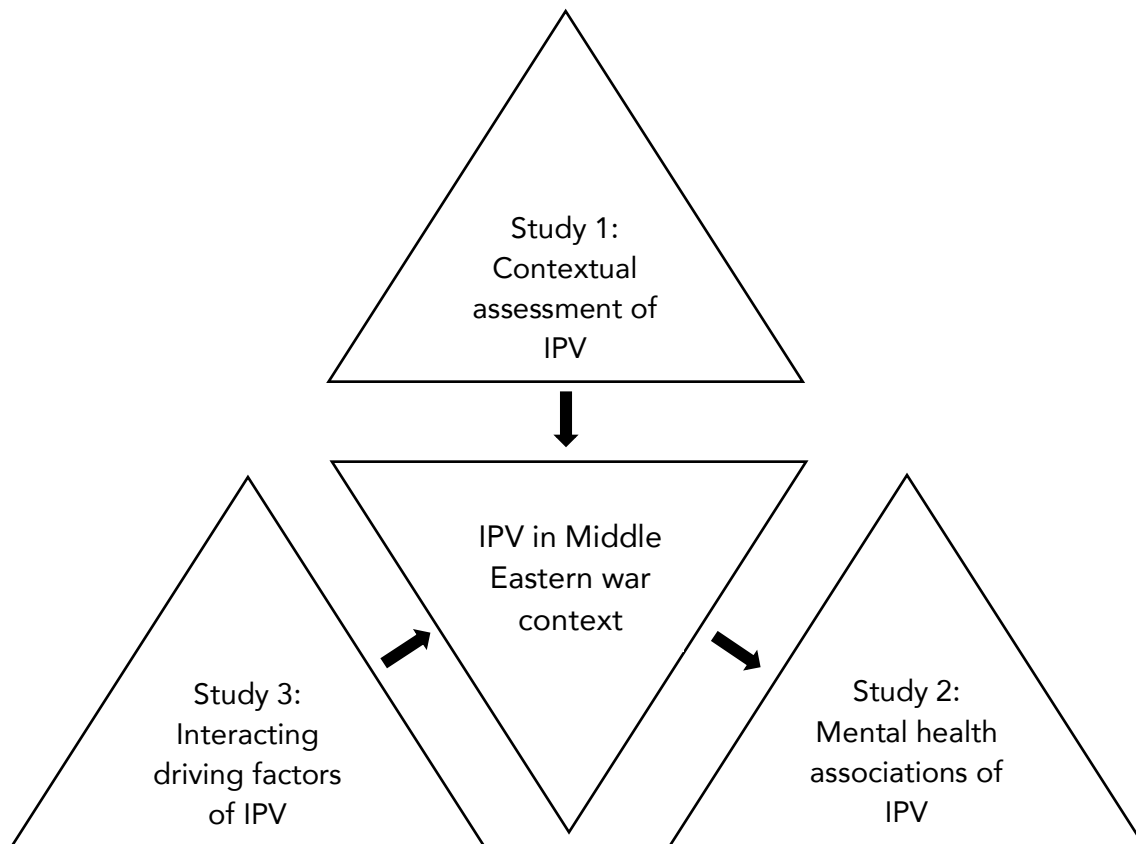 Study 1:
Contextual
assessment of
IPV
IPV in Middle
Eastern war
context
Study 3:
Interacting
driving factors
of IPV
Study 2:
Mental health
associations of
IPV